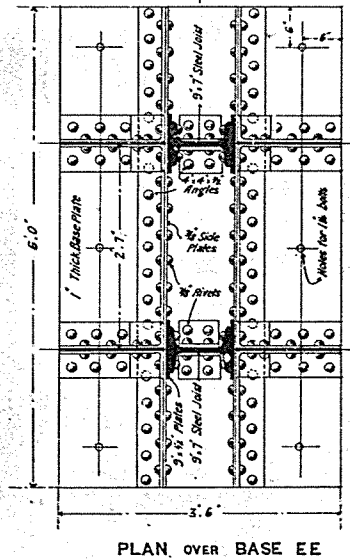 6"
6"
9" 7" Steel Joist
4 × 4 × ½"
Angles
⅜ Side
Plates
1" Thick Base Plate
2'. 7"
6'. 0"
Holes for 1⅛ bolts
⅞ Rivets
9" × ½ Plates
9" 7" Steel Joist
3'. 6"
PLAN OVER BASE EE